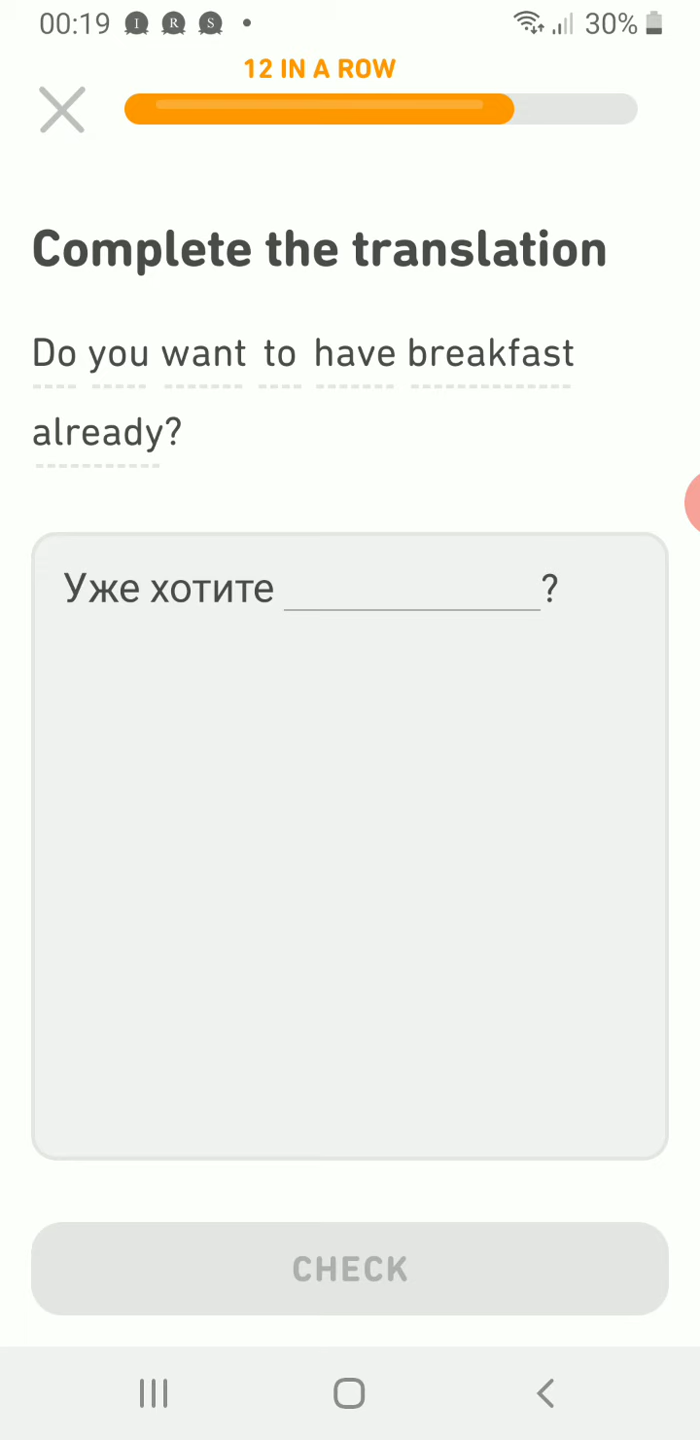 00:19 I R S • 30%
12 IN A ROW
Complete the translation
Do you want to have breakfast
already?
Уже хотите ____________?
CHECK